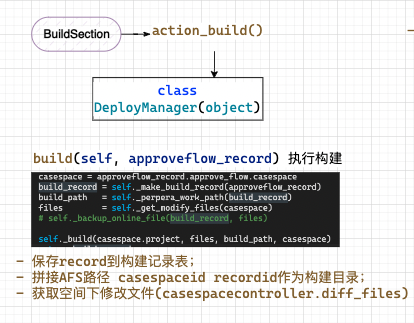 BuildSection
action_build()
class
DeployManager(object)
build(self, approveflow_record) 执行构建
casespace = approveflow_record.approve_flow.casespace
build_record = self._make_build_record(approveflow_record)
build_path = self._perpera_work_path(build_record)
files = self._get_modify_files(casespace)
# self._backup_online_file(build_record, files)
self._build(casespace.project, files, build_path, casespace)
- 保存record到构建记录表；
- 拼接AFS路径 casespaceid recordid作为构建目录；
- 获取空间下修改文件(casespacecontroller.diff_files)